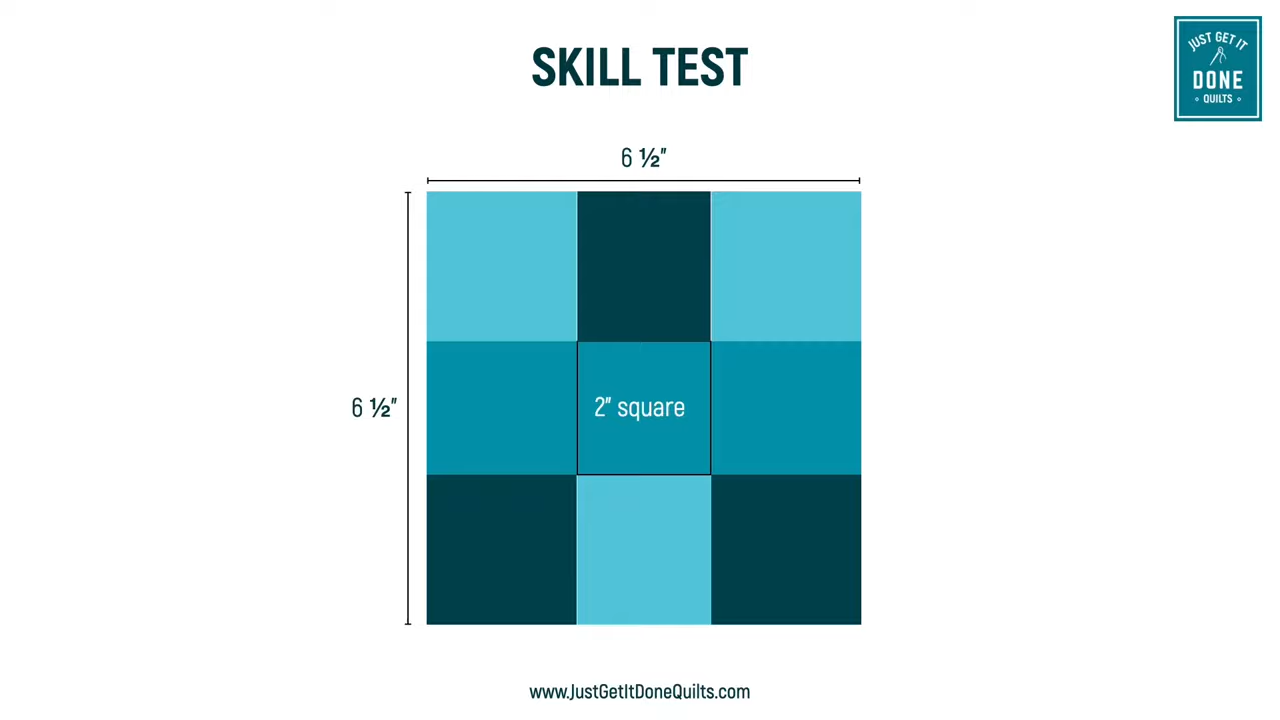 SKILL TEST
JUST GET IT
DONE
QUILTS
6 ½"
6 ½"
2" square
www.JustGetItDoneQuilts.com